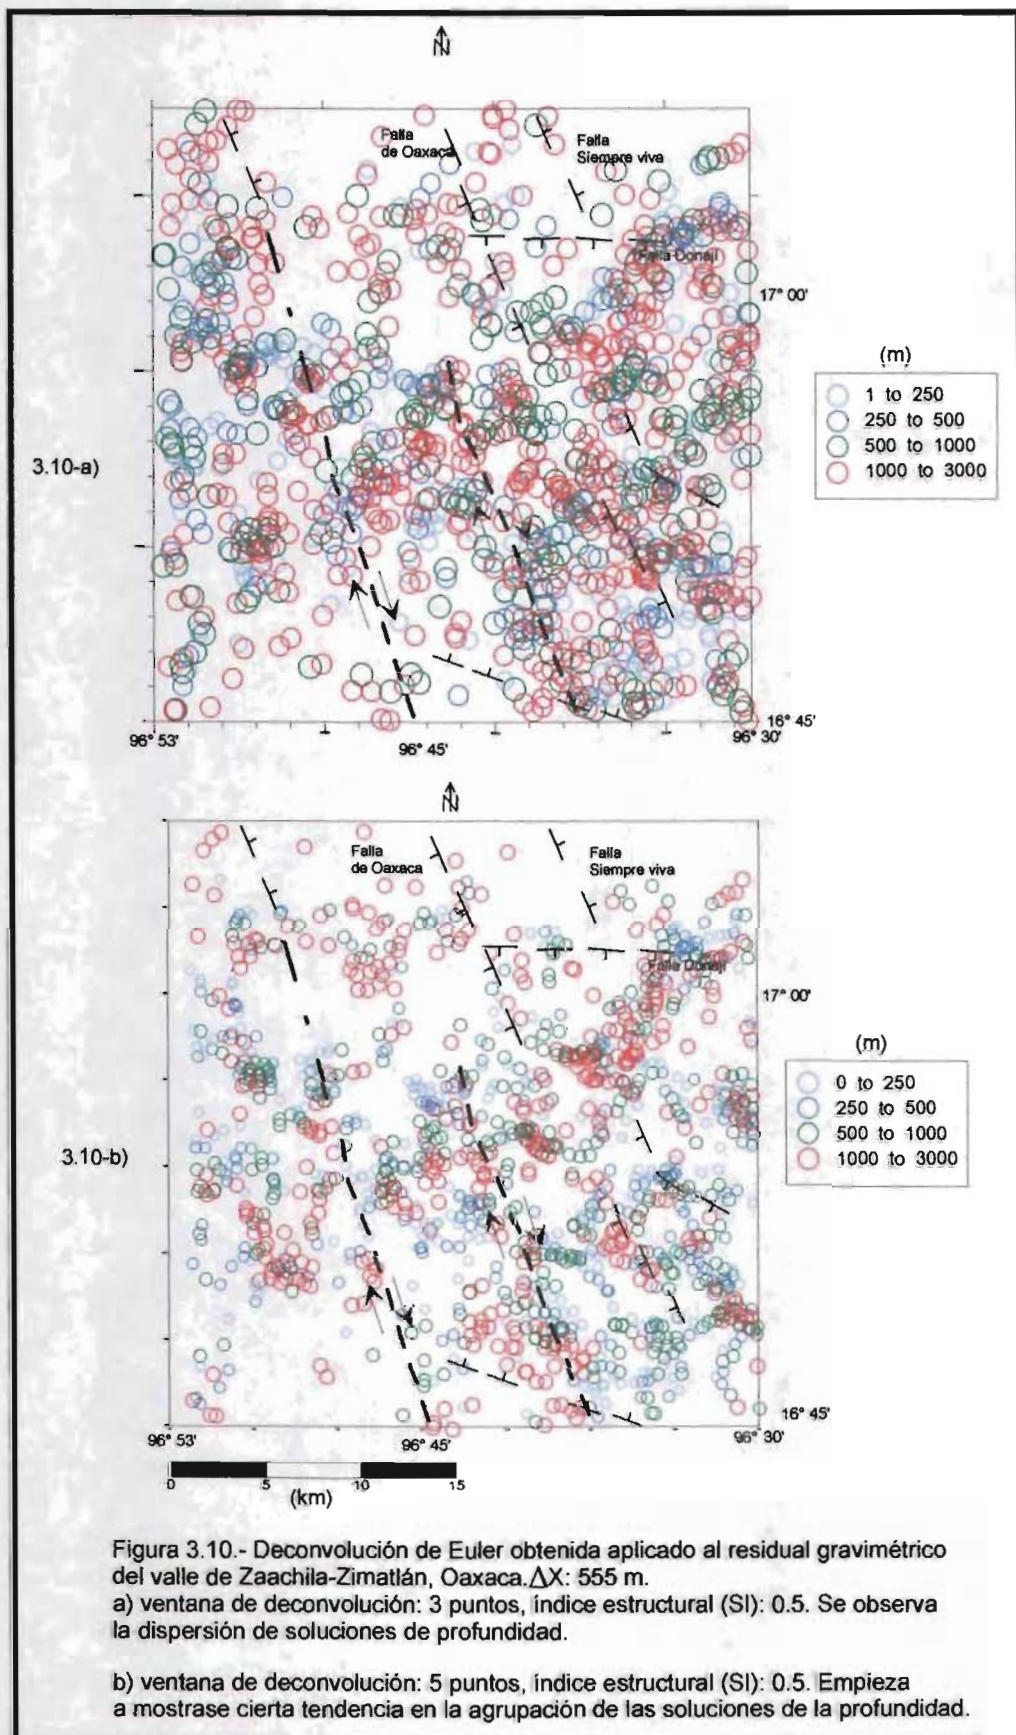 N
Falla
de Oaxaca
Falla
Siempre viva
Falla Donají
17° 00'
(m)
1 to 250
250 to 500
500 to 1000
1000 to 3000
3.10-a)
16° 45'
96° 53'
96° 45'
96° 30'
N
Falla
de Oaxaca
Falla
Siempre viva
Falla Donají
17° 00'
(m)
0 to 250
250 to 500
500 to 1000
1000 to 3000
3.10-b)
16° 45'
96° 53'
96° 45'
96° 30'
0 5 10 15
(km)
Figura 3.10.- Deconvolución de Euler obtenida aplicado al residual gravimétrico
del valle de Zaachila-Zimatlán, Oaxaca.ΔX: 555 m.
a) ventana de deconvolución: 3 puntos, índice estructural (SI): 0.5. Se observa
la dispersión de soluciones de profundidad.
b) ventana de deconvolución: 5 puntos, índice estructural (SI): 0.5. Empieza
a mostrase cierta tendencia en la agrupación de las soluciones de la profundidad.